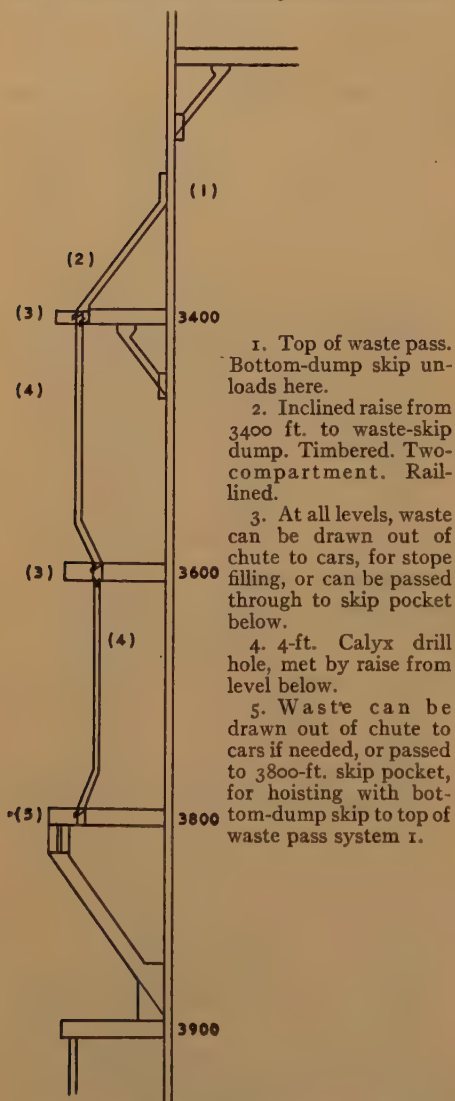 (1)
(2)
(3)
3400
(4)
1. Top of waste pass.
Bottom-dump skip un-
loads here.
2. Inclined raise from
3400 ft. to waste-skip
dump. Timbered. Two-
compartment. Rail-
lined.
3. At all levels, waste
can be drawn out of
chute to cars, for stope
filling, or can be passed
through to skip pocket
below.
4. 4-ft. Calyx drill
hole, met by raise from
level below.
5. Waste can be
drawn out of chute to
cars if needed, or passed
to 3800-ft. skip pocket,
for hoisting with bot-
tom-dump skip to top of
waste pass system 1.
(3)
3600
(4)
(5)
3800
3900